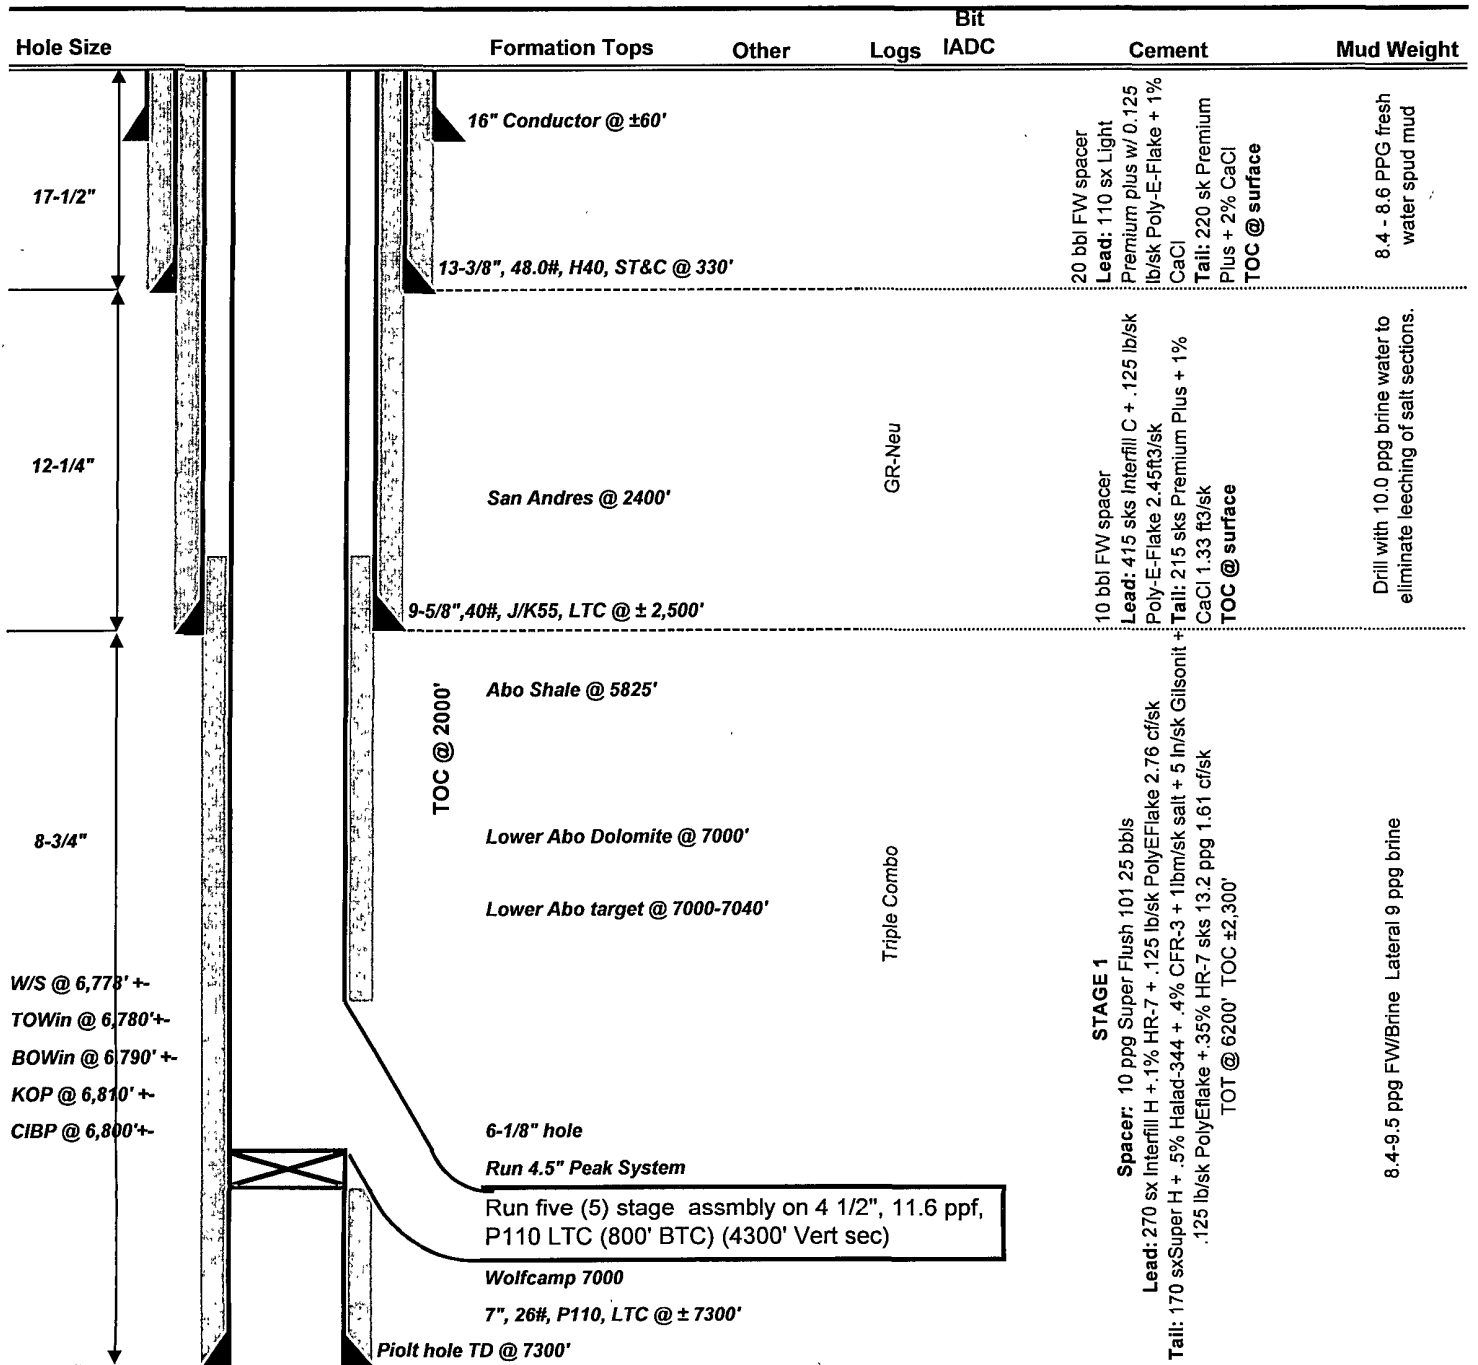 Hole Size Formation Tops Other Logs Bit IADC Cement Mud Weight
16" Conductor @ ±60'
17-1/2"
13-3/8", 48.0#, H40, ST&C @ 330'
20 bbl FW spacer
Lead: 110 sx Light
Premium plus w/ 0.125
lb/sk Poly-E-Flake + 1%
CaCl
Tail: 220 sk Premium
Plus + 2% CaCl
TOC @ surface
8.4 - 8.6 PPG fresh
water spud mud
12-1/4"
San Andres @ 2400'
9-5/8",40#, J/K55, LTC @ ± 2,500'
GR-Neu
10 bbl FW spacer
Lead: 415 sks Interfill C + .125 lb/sk
Poly-E-Flake 2.45ft3/sk
Tail: 215 sks Premium Plus + 1%
CaCl 1.33 ft3/sk
TOC @ surface
Drill with 10.0 ppg brine water to
eliminate leeching of salt sections.
8-3/4"
TOC @ 2000'
Abo Shale @ 5825'
Lower Abo Dolomite @ 7000'
Lower Abo target @ 7000-7040'
Triple Combo
W/S @ 6,778' +-
TOWin @ 6,780'+-
BOWin @ 6,790' +-
KOP @ 6,810' +-
CIBP @ 6,800'+-
6-1/8" hole
Run 4.5" Peak System
Run five (5) stage assmbly on 4 1/2", 11.6 ppf,
P110 LTC (800' BTC) (4300' Vert sec)
Wolfcamp 7000
7", 26#, P110, LTC @ ± 7300'
Piolt hole TD @ 7300'
STAGE 1
Spacer: 10 ppg Super Flush 101 25 bbls
Lead: 270 sx Interfill H +.1% HR-7 + .125 lb/sk PolyEFlake 2.76 cf/sk
Tail: 170 sxSuper H + .5% Halad-344 + .4% CFR-3 + 1lbm/sk salt + 5 ln/sk Gilsonit +
.125 lb/sk PolyEflake +.35% HR-7 sks 13.2 ppg 1.61 cf/sk
TOT @ 6200' TOC ±2,300'
8.4-9.5 ppg FW/Brine Lateral 9 ppg brine